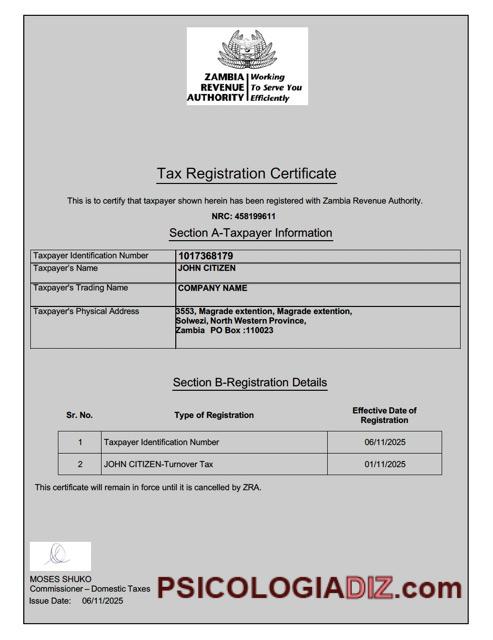 ZAMBIA Working
REVENUE To Serve You
AUTHORITY Efficiently
Tax Registration Certificate
This is to certify that taxpayer shown herein has been registered with Zambia Revenue Authority.
NRC: 458199611
Section A-Taxpayer Information
Taxpayer Identification Number 1017368179
Taxpayer's Name JOHN CITIZEN
Taxpayer's Trading Name COMPANY NAME
Taxpayer's Physical Address 3553, Magrade extention, Magrade extention,
Solwezi, North Western Province,
Zambia PO Box :110023
Section B-Registration Details
Sr. No. Type of Registration Effective Date of
Registration
1 Taxpayer Identification Number 06/11/2025
2 JOHN CITIZEN-Turnover Tax 01/11/2025
This certificate will remain in force until it is cancelled by ZRA.
MOSES SHUKO
Commissioner – Domestic Taxes
Issue Date: 06/11/2025
PSICOLOGIADIZ.com